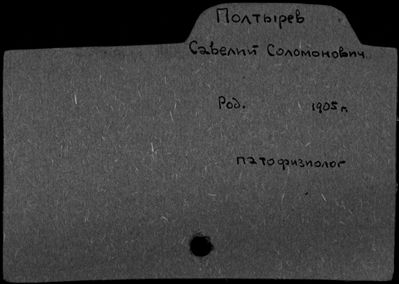 Полтырев
Савелий Соломонович
Род. 1905 г.
патофизиолог